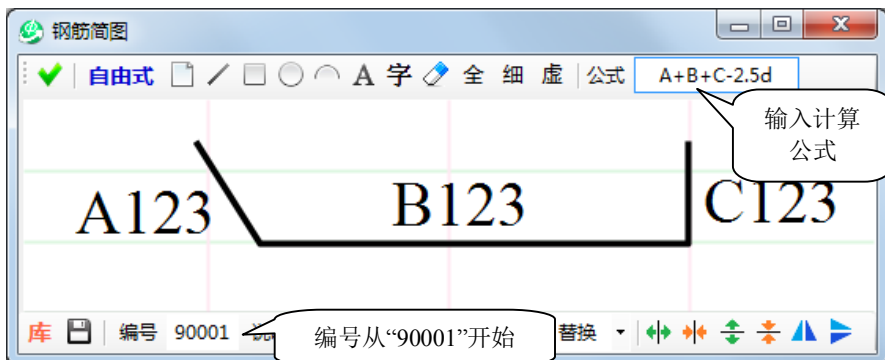 钢筋简图
自由式 A 字 全 细 虚 公式 A+B+C-2.5d
输入计算
公式
A123 B123 C123
库 编号 90001 编号从“90001”开始 替换